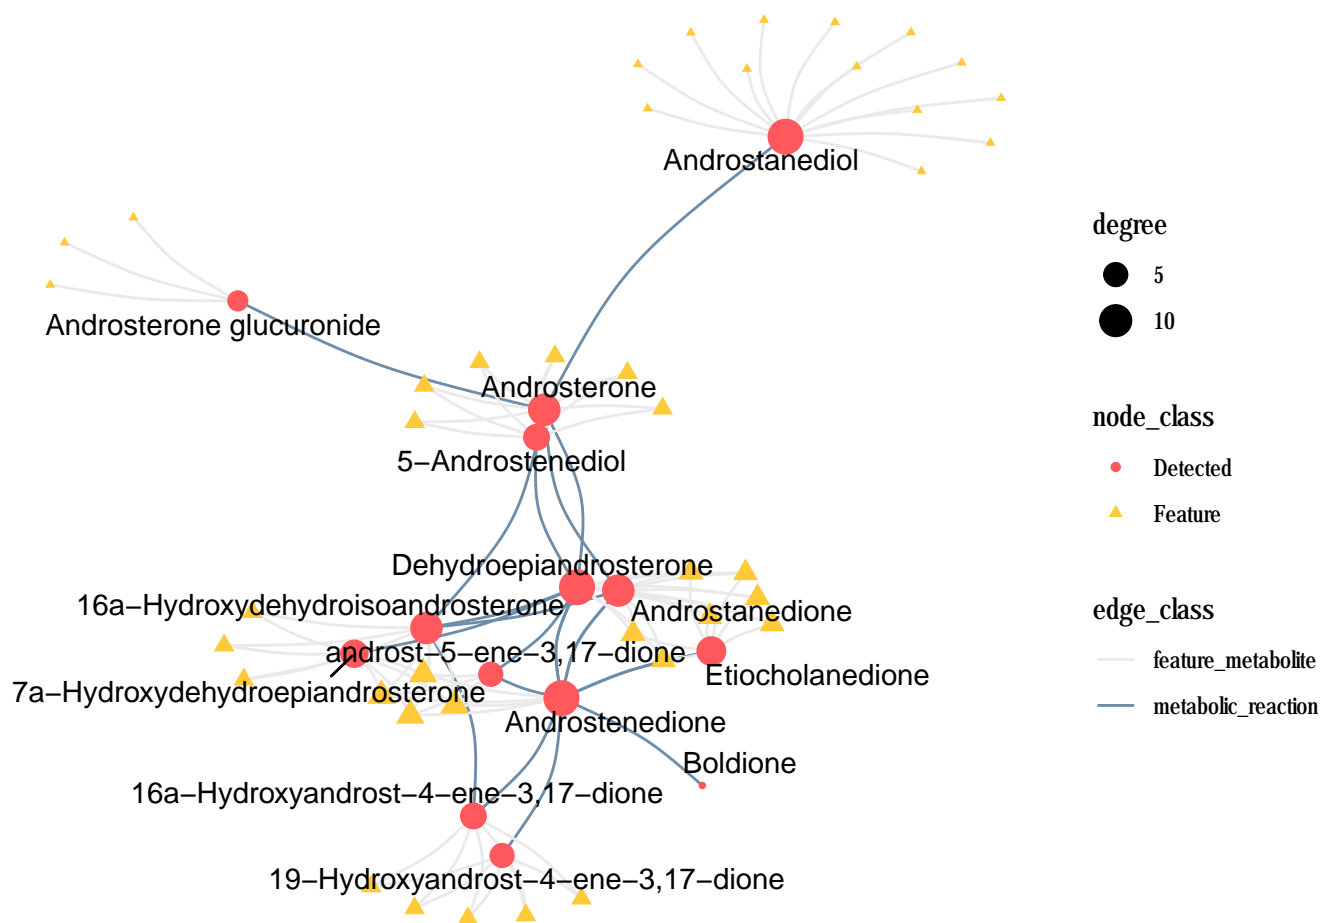 Androstanediol
degree
5
10
Androsterone glucuronide
Androsterone
node_class
5−Androstenediol
Detected
Feature
Dehydroepiandrosterone
16a−Hydroxydehydroisoandrosterone
Androstanedione
edge_class
androst−5−ene−3,17−dione
feature_metabolite
Etiocholanedione
7a−Hydroxydehydroepiandrosterone
metabolic_reaction
Androstenedione
Boldione
16a−Hydroxyandrost−4−ene−3,17−dione
19−Hydroxyandrost−4−ene−3,17−dione